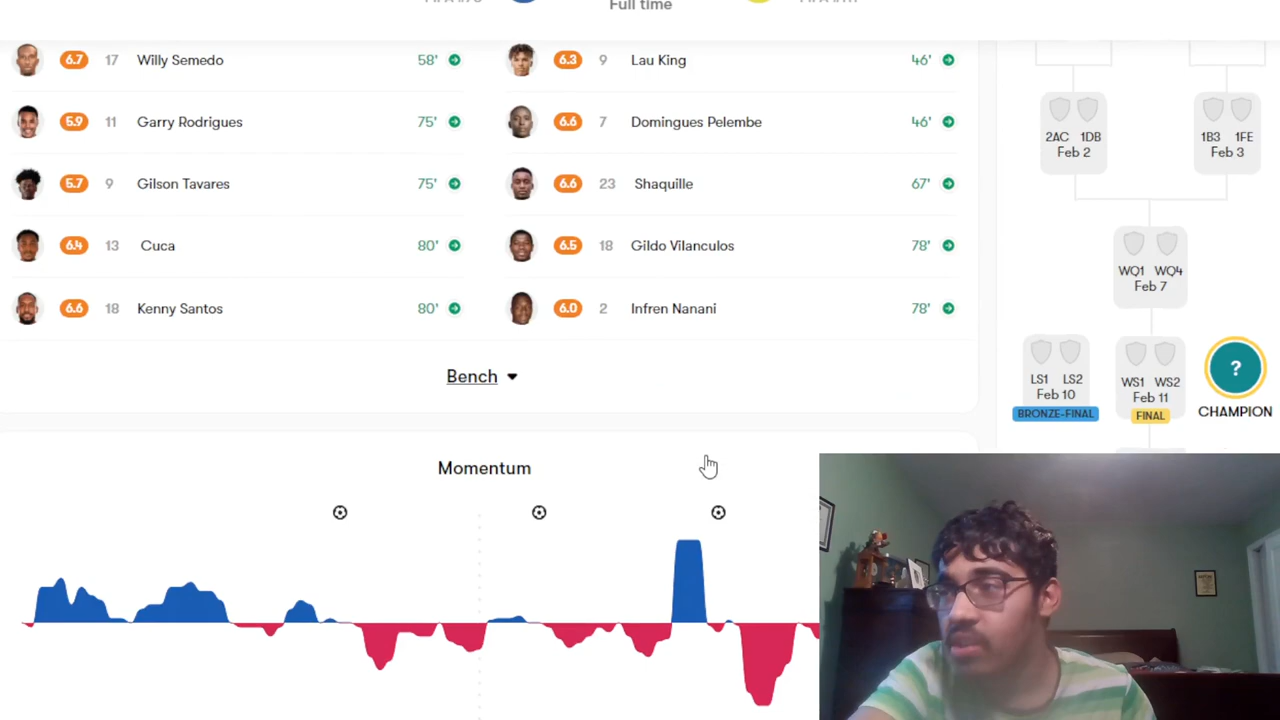 Full time
6.7 17 Willy Semedo 58'
5.9 11 Garry Rodrigues 75'
5.7 9 Gilson Tavares 75'
6.4 13 Cuca 80'
6.6 18 Kenny Santos 80'
6.3 9 Lau King 46'
6.6 7 Domingues Pelembe 46'
6.6 23 Shaquille 67'
6.5 18 Gildo Vilanculos 78'
6.0 2 Infren Nanani 78'
Bench
Momentum
2AC 1DB
Feb 2
1B3 1FE
Feb 3
WQ1 WQ4
Feb 7
LS1 LS2
Feb 10
BRONZE-FINAL
WS1 WS2
Feb 11
FINAL
?
CHAMPION